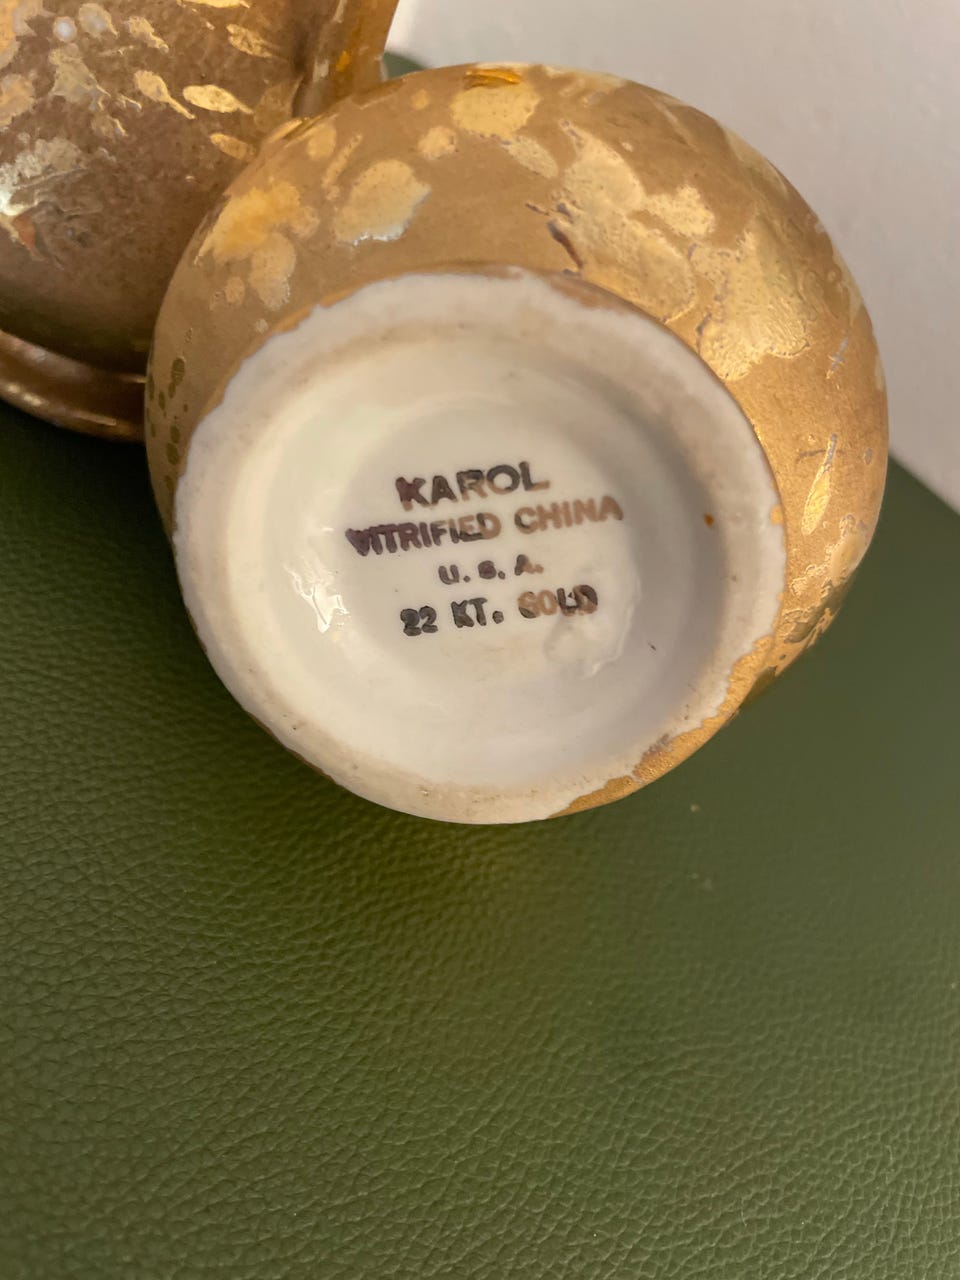 KAROL
VITRIFIED CHINA
U. S. A.
22 KT. GOLD